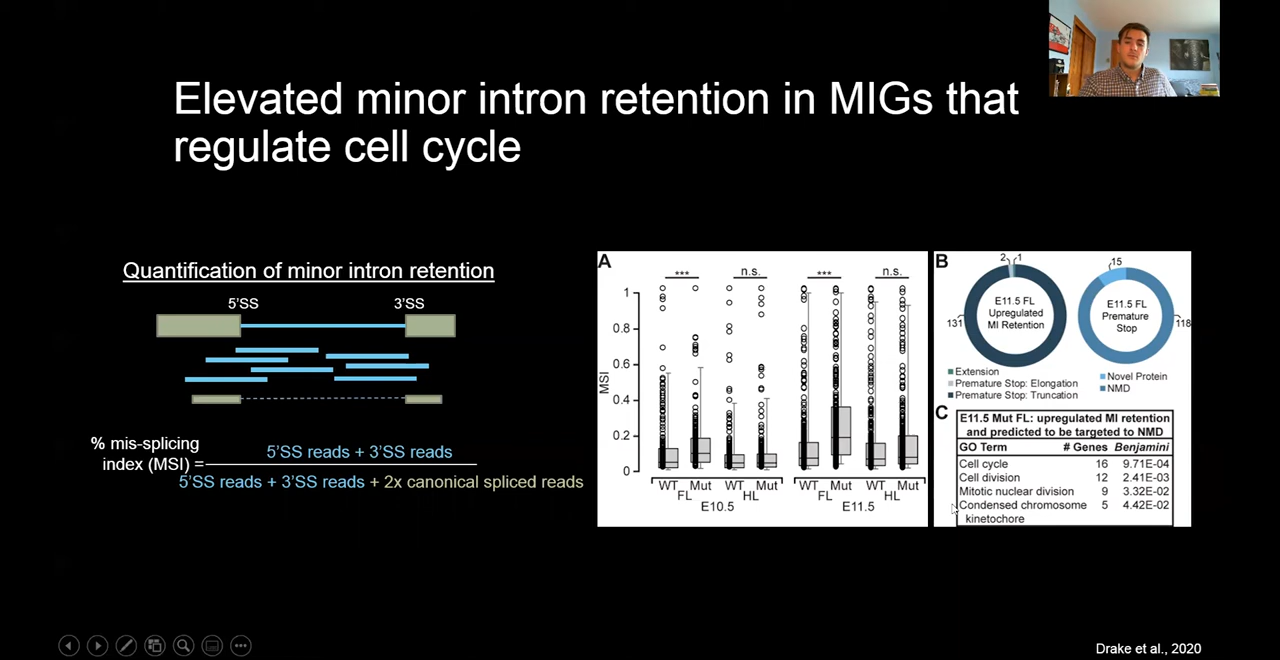 Elevated minor intron retention in MIGs that
regulate cell cycle
Quantification of minor intron retention
5'SS 3'SS
% mis-splicing
index (MSI) =
5'SS reads + 3'SS reads
5'SS reads + 3'SS reads + 2x canonical spliced reads
A
*** n.s. *** n.s.
MSI
1
0.8
0.6
0.4
0.2
0
WT Mut WT Mut WT Mut WT Mut
FL HL FL HL
E10.5 E11.5
B
2 1
131
E11.5 FL
Upregulated
MI Retention
15
118
E11.5 FL
Premature
Stop
Extension
Premature Stop: Elongation
Premature Stop: Truncation
Novel Protein
NMD
C
E11.5 Mut FL: upregulated MI retention
and predicted to be targeted to NMD
GO Term # Genes Benjamini
Cell cycle 16 9.71E-04
Cell division 12 2.41E-03
Mitotic nuclear division 9 3.32E-02
Condensed chromosome 5 4.42E-02
kinetochore
Drake et al., 2020